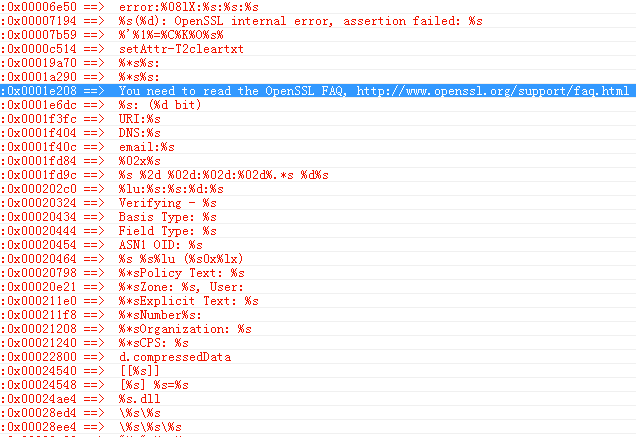 :0x00006e50 ==> error:%08lX:%s:%s:%s
:0x00007194 ==> %s(%d): OpenSSL internal error, assertion failed: %s
:0x00007b59 ==> %'%1%=%C%K%O%s%
:0x0000c514 ==> setAttr-T2cleartxt
:0x00019a70 ==> %*s%s:
:0x0001a290 ==> %*s%s:
:0x0001e208 ==> You need to read the OpenSSL FAQ, http://www.openssl.org/support/faq.html
:0x0001e6dc ==> %s: (%d bit)
:0x0001f3fc ==> URI:%s
:0x0001f404 ==> DNS:%s
:0x0001f40c ==> email:%s
:0x0001fd84 ==> %02x%s
:0x0001fd9c ==> %s %2d %02d:%02d:%02d%.*s %d%s
:0x000202c0 ==> %lu:%s:%s:%d:%s
:0x00020324 ==> Verifying - %s
:0x00020434 ==> Basis Type: %s
:0x00020444 ==> Field Type: %s
:0x00020454 ==> ASN1 OID: %s
:0x00020464 ==> %s %s%lu (%s0x%lx)
:0x00020798 ==> %*sPolicy Text: %s
:0x00020e21 ==> %*sZone: %s, User:
:0x000211e0 ==> %*sExplicit Text: %s
:0x000211f8 ==> %*sNumber%s:
:0x00021208 ==> %*sOrganization: %s
:0x00021240 ==> %*sCPS: %s
:0x00022800 ==> d.compressedData
:0x00024540 ==> [[%s]]
:0x00024548 ==> [%s] %s=%s
:0x00024ae4 ==> %s.dll
:0x00028ed4 ==> \%s\%s
:0x00028ee4 ==> \%s\%s\%s